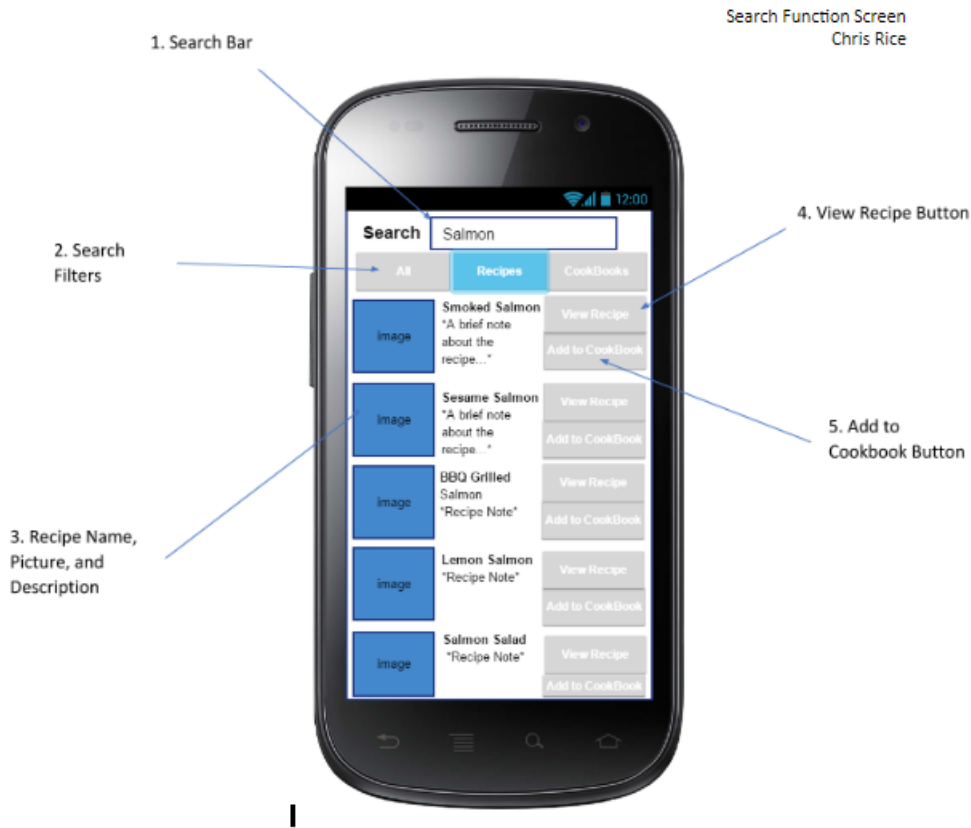 Search Function Screen
Chris Rice
1. Search Bar
12:00
4. View Recipe Button
Search
Salmon
2. Search
Filters
All
Recipes
CookBooks
image
Smoked Salmon
"A brief note
about the
recipe..."
View Recipe
Add to CookBook
image
Sesame Salmon
"A brief note
about the
recipe..."
View Recipe
Add to CookBook
5. Add to
Cookbook Button
image
BBQ Grilled
Salmon
"Recipe Note"
View Recipe
Add to CookBook
3. Recipe Name,
Picture, and
Description
image
Lemon Salmon
"Recipe Note"
View Recipe
Add to CookBook
image
Salmon Salad
"Recipe Note"
View Recipe
Add to CookBook